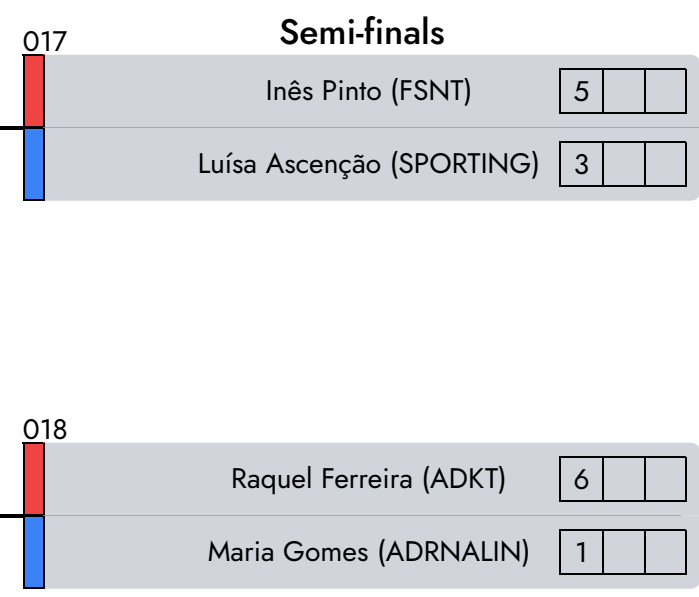 Semi-finals
017
Inês Pinto (FSNT) 5
Luísa Ascenção (SPORTING) 3
018
Raquel Ferreira (ADKT) 6
Maria Gomes (ADRNALIN) 1